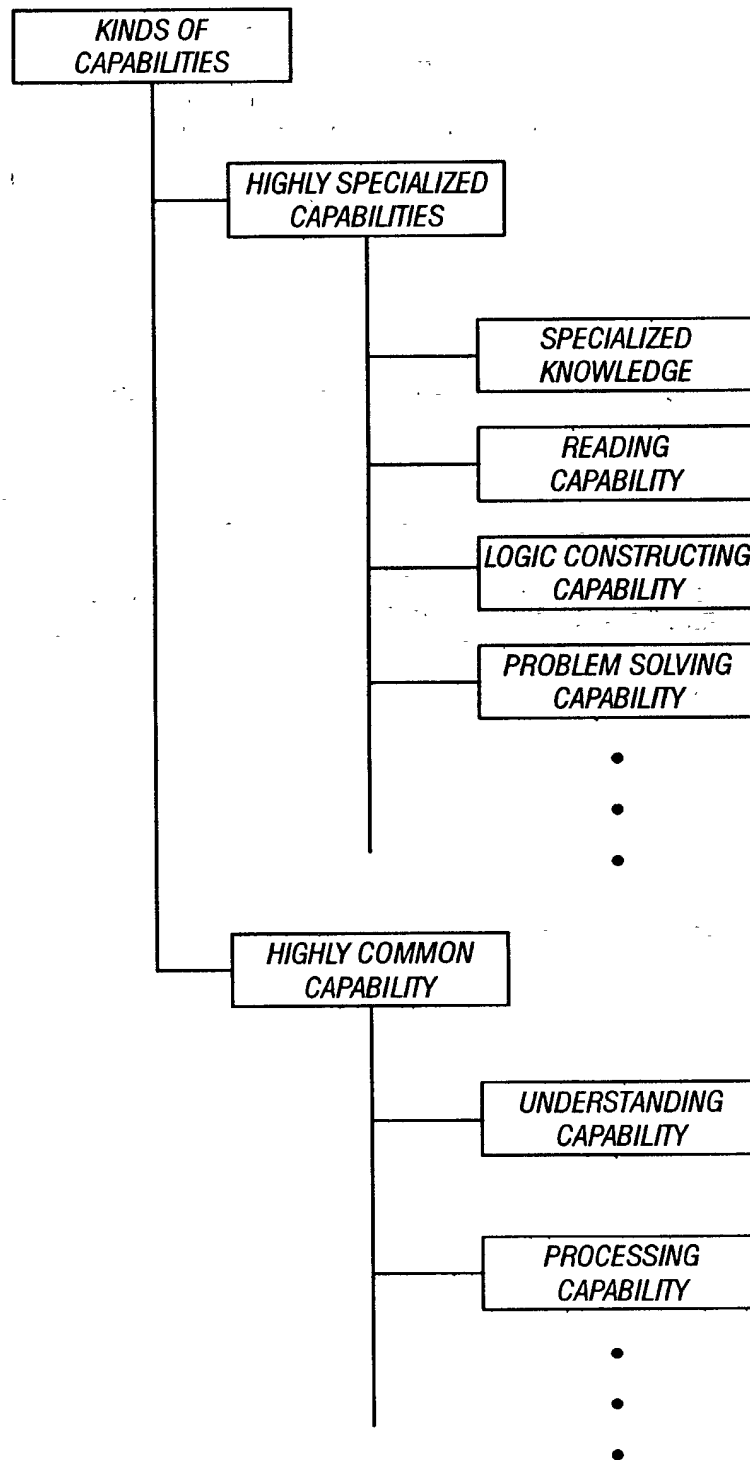 KINDS OF
CAPABILITIES
HIGHLY SPECIALIZED
CAPABILITIES
SPECIALIZED
KNOWLEDGE
READING
CAPABILITY
LOGIC CONSTRUCTING
CAPABILITY
PROBLEM SOLVING
CAPABILITY
HIGHLY COMMON
CAPABILITY
UNDERSTANDING
CAPABILITY
PROCESSING
CAPABILITY